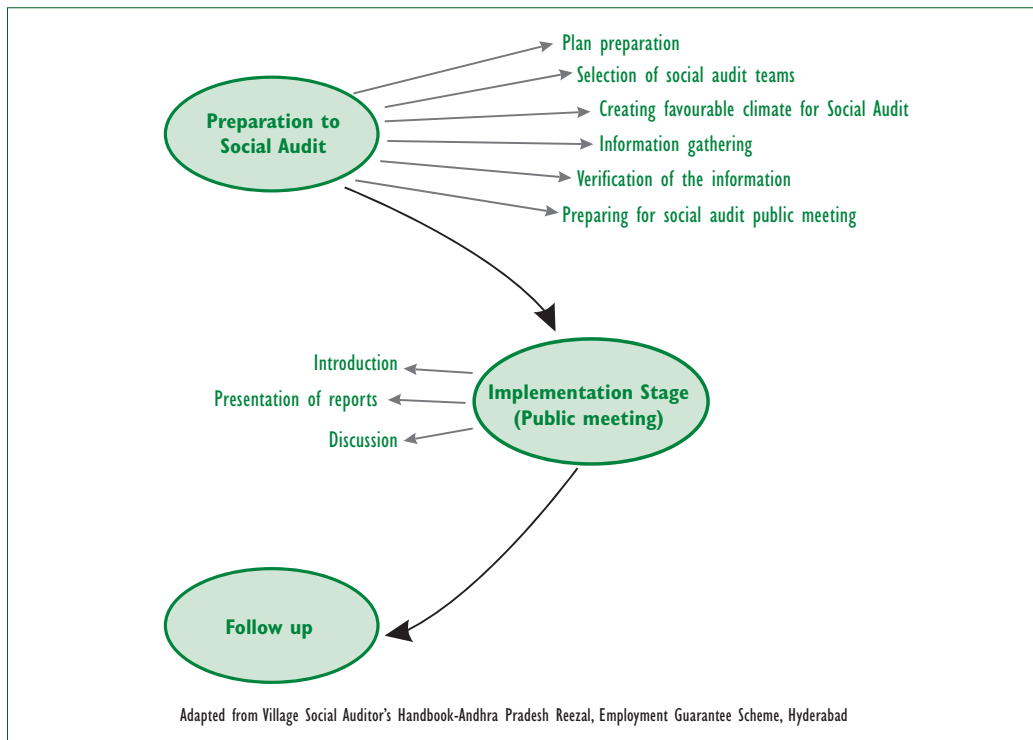 Plan preparation
Selection of social audit teams
Creating favourable climate for Social Audit
Preparation to
Social Audit
Information gathering
Verification of the information
Preparing for social audit public meeting
Introduction
Presentation of reports
Discussion
Implementation Stage
(Public meeting)
Follow up
Adapted from Village Social Auditor's Handbook-Andhra Pradesh Reezal, Employment Guarantee Scheme, Hyderabad